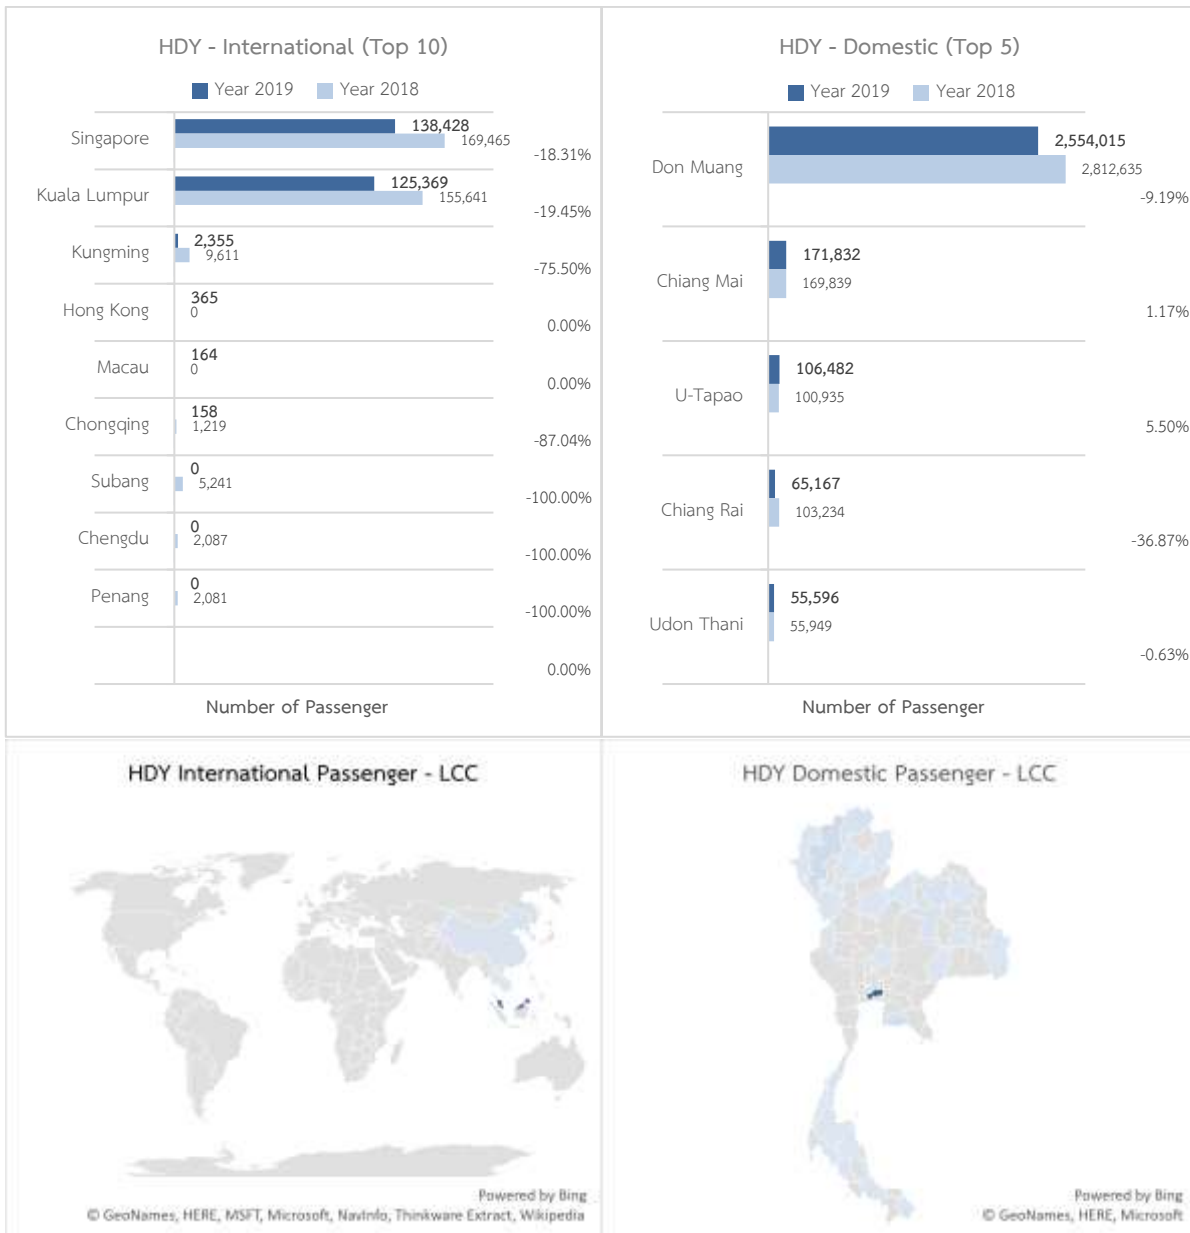 HDY - International (Top 10)
Year 2019 Year 2018
Singapore 138,428 169,465 -18.31%
Kuala Lumpur 125,369 155,641 -19.45%
Kungming 2,355 9,611 -75.50%
Hong Kong 365 0 0.00%
Macau 164 0 0.00%
Chongqing 158 1,219 -87.04%
Subang 0 5,241 -100.00%
Chengdu 0 2,087 -100.00%
Penang 0 2,081 -100.00%
0.00%
Number of Passenger
HDY - Domestic (Top 5)
Year 2019 Year 2018
Don Muang 2,554,015 2,812,635 -9.19%
Chiang Mai 171,832 169,839 1.17%
U-Tapao 106,482 100,935 5.50%
Chiang Rai 65,167 103,234 -36.87%
Udon Thani 55,596 55,949 -0.63%
Number of Passenger
HDY International Passenger - LCC
Powered by Bing
© GeoNames, HERE, MSFT, Microsoft, NavInfo, Thinkware Extract, Wikipedia
HDY Domestic Passenger - LCC
Powered by Bing
© GeoNames, HERE, Microsoft